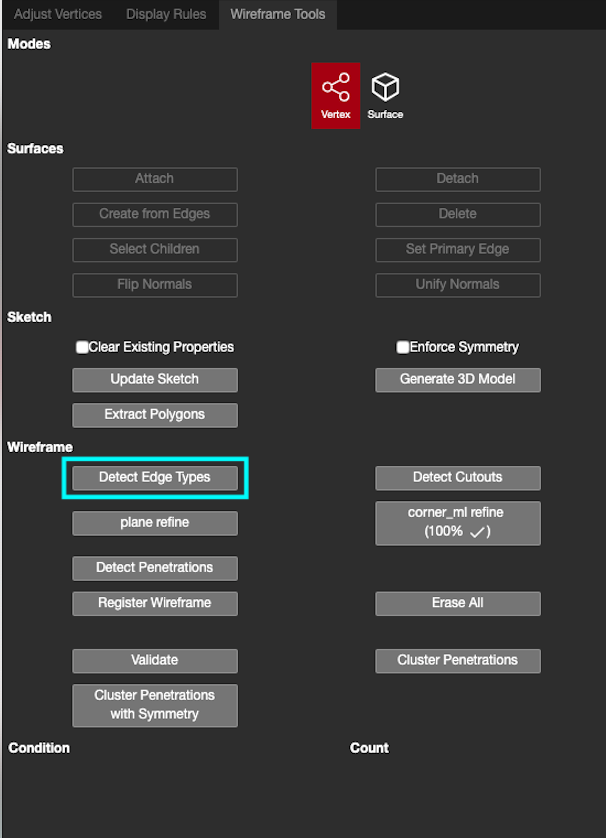 Adjust Vertices Display Rules Wireframe Tools
Modes
Vertex Surface
Surfaces
Attach Detach
Create from Edges Delete
Select Children Set Primary Edge
Flip Normals Unify Normals
Sketch
Clear Existing Properties Enforce Symmetry
Update Sketch Generate 3D Model
Extract Polygons
Wireframe
Detect Edge Types Detect Cutouts
plane refine
corner_ml refine
(100% ✓)
Detect Penetrations
Register Wireframe Erase All
Validate Cluster Penetrations
Cluster Penetrations
with Symmetry
Condition Count